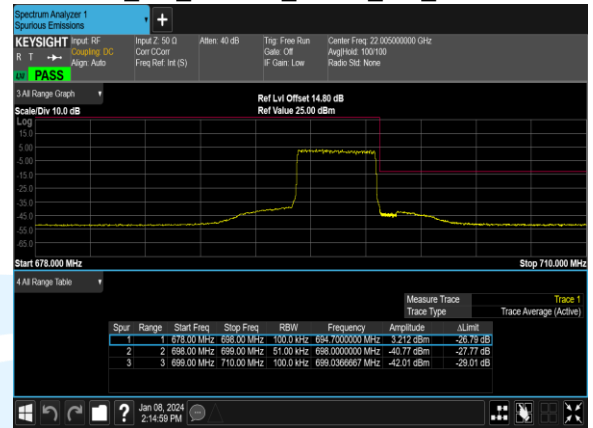 Spectrum Analyzer 1
Spurious Emissions
KEYSIGHT
R T
LXI
PASS
Input: RF
Coupling: DC
Align: Auto
Input Z: 50 Ω
Corr CCorr
Freq Ref: Int (S)
Atten: 40 dB
Trig: Free Run
Gate: Off
IF Gain: Low
Center Freq: 22.005000000 GHz
Avg|Hold: 100/100
Radio Std: None
3 All Range Graph
Scale/Div 10.0 dB
Ref Lvl Offset 14.80 dB
Ref Value 25.00 dBm
Log
15.0
5.00
-5.00
-15.0
-25.0
-35.0
-45.0
-55.0
-65.0
Start 678.000 MHz
Stop 710.000 MHz
4 All Range Table
Measure Trace Trace 1
Trace Type Trace Average (Active)
Spur Range Start Freq Stop Freq RBW Frequency Amplitude ΔLimit
1 1 678.00 MHz 698.00 MHz 100.0 kHz 694.7000000 MHz 3.212 dBm -26.79 dB
2 2 698.00 MHz 699.00 MHz 51.00 kHz 698.0000000 MHz -40.77 dBm -27.77 dB
3 3 699.00 MHz 710.00 MHz 100.0 kHz 699.0366667 MHz -42.01 dBm -29.01 dB
?
Jan 08, 2024
2:14:59 PM